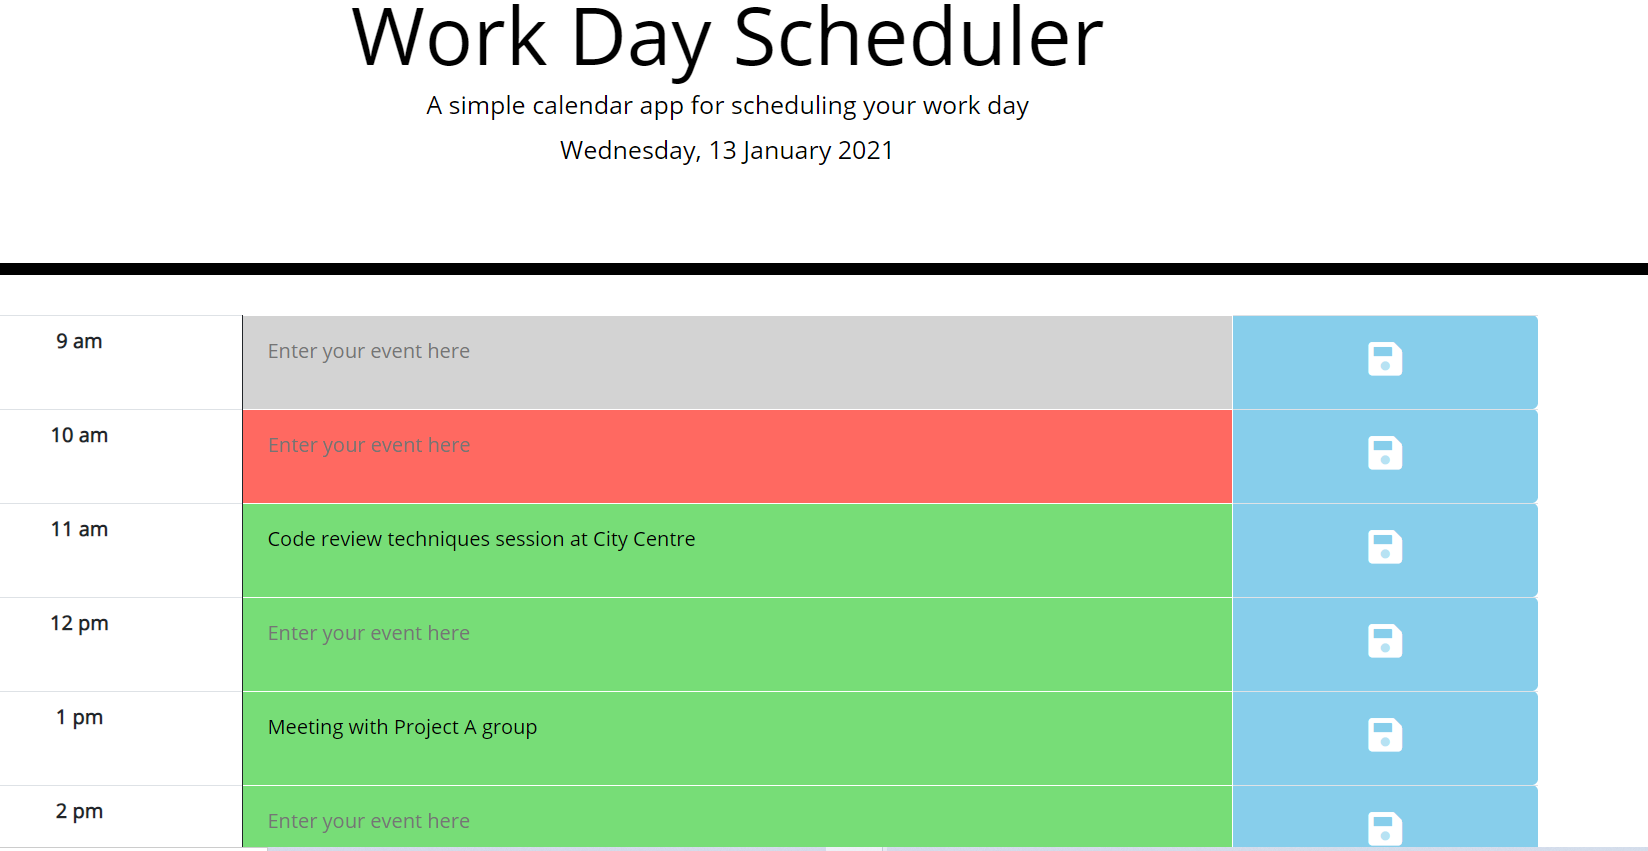 Work Day Scheduler
A simple calendar app for scheduling your work day
Wednesday, 13 January 2021
9 am
Enter your event here
10 am
Enter your event here
11 am
Code review techniques session at City Centre
12 pm
Enter your event here
1 pm
Meeting with Project A group
2 pm
Enter your event here